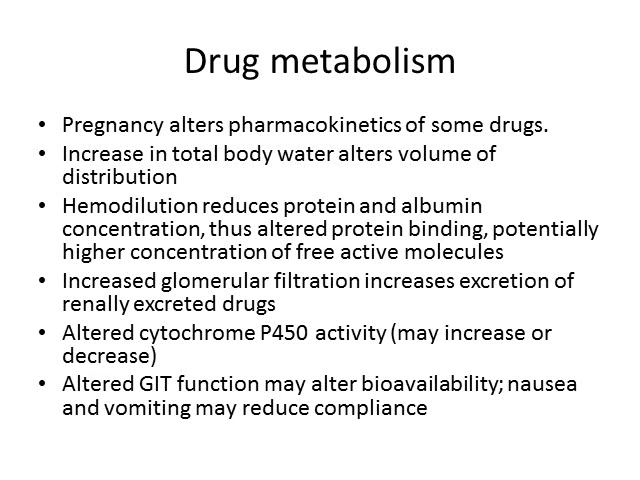 Drug metabolism
• Pregnancy alters pharmacokinetics of some drugs.
• Increase in total body water alters volume of
distribution
• Hemodilution reduces protein and albumin
concentration, thus altered protein binding, potentially
higher concentration of free active molecules
• Increased glomerular filtration increases excretion of
renally excreted drugs
• Altered cytochrome P450 activity (may increase or
decrease)
• Altered GIT function may alter bioavailability; nausea
and vomiting may reduce compliance